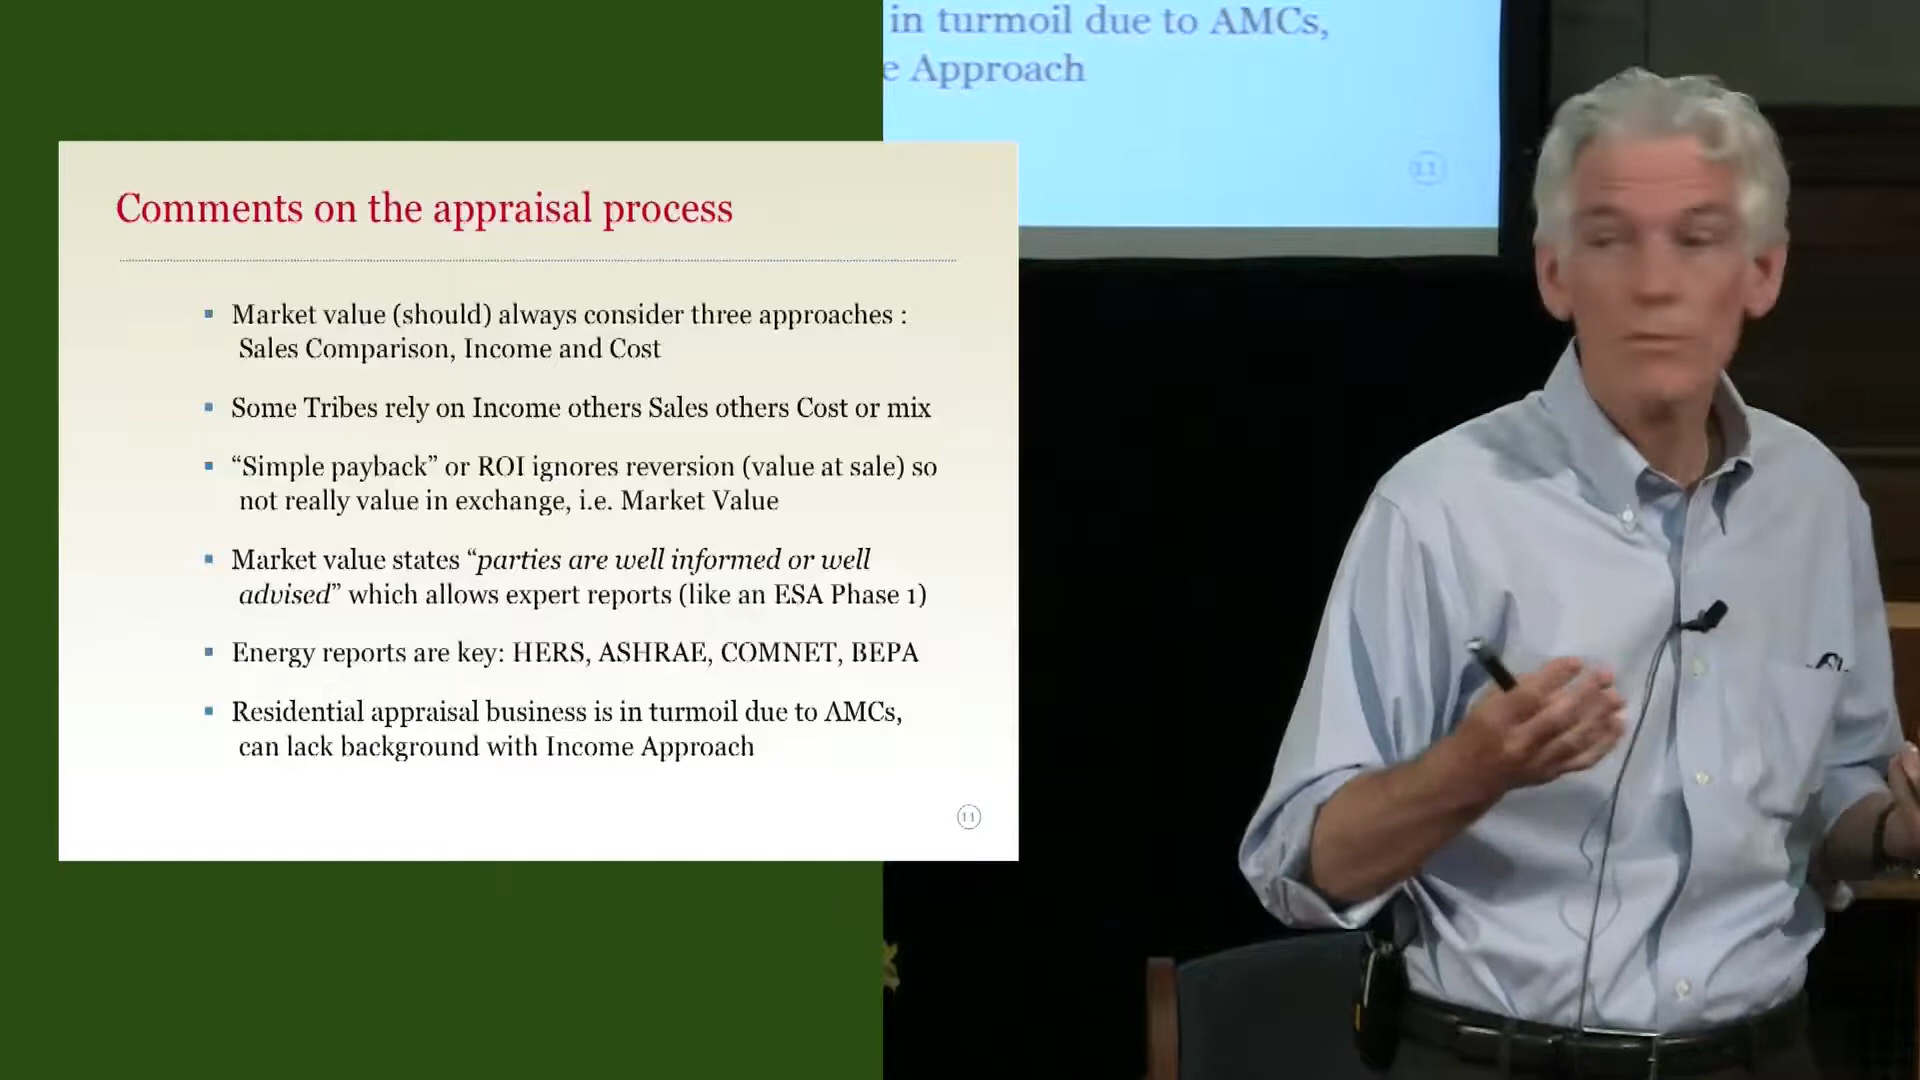 in turmoil due to AMCs,
e Approach
11
Comments on the appraisal process
▪ Market value (should) always consider three approaches :
Sales Comparison, Income and Cost
▪ Some Tribes rely on Income others Sales others Cost or mix
▪ “Simple payback” or ROI ignores reversion (value at sale) so
not really value in exchange, i.e. Market Value
▪ Market value states “parties are well informed or well
advised” which allows expert reports (like an ESA Phase 1)
▪ Energy reports are key: HERS, ASHRAE, COMNET, BEPA
▪ Residential appraisal business is in turmoil due to AMCs,
can lack background with Income Approach
11